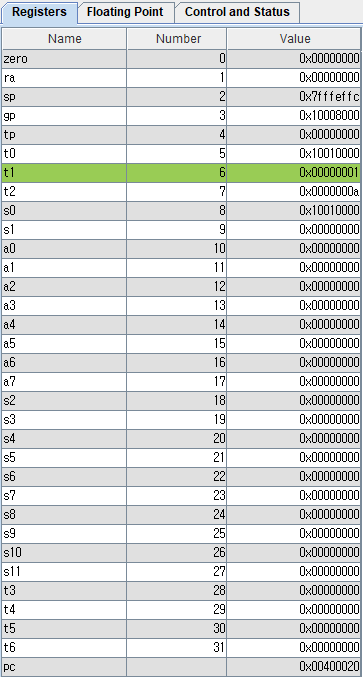 Registers Floating Point Control and Status
Name Number Value
zero 0 0x00000000
ra 1 0x00000000
sp 2 0x7fffeffc
gp 3 0x10008000
tp 4 0x00000000
t0 5 0x10010000
t1 6 0x00000001
t2 7 0x0000000a
s0 8 0x10010000
s1 9 0x00000000
a0 10 0x00000000
a1 11 0x00000000
a2 12 0x00000000
a3 13 0x00000000
a4 14 0x00000000
a5 15 0x00000000
a6 16 0x00000000
a7 17 0x00000000
s2 18 0x00000000
s3 19 0x00000000
s4 20 0x00000000
s5 21 0x00000000
s6 22 0x00000000
s7 23 0x00000000
s8 24 0x00000000
s9 25 0x00000000
s10 26 0x00000000
s11 27 0x00000000
t3 28 0x00000000
t4 29 0x00000000
t5 30 0x00000000
t6 31 0x00000000
pc 0x00400020